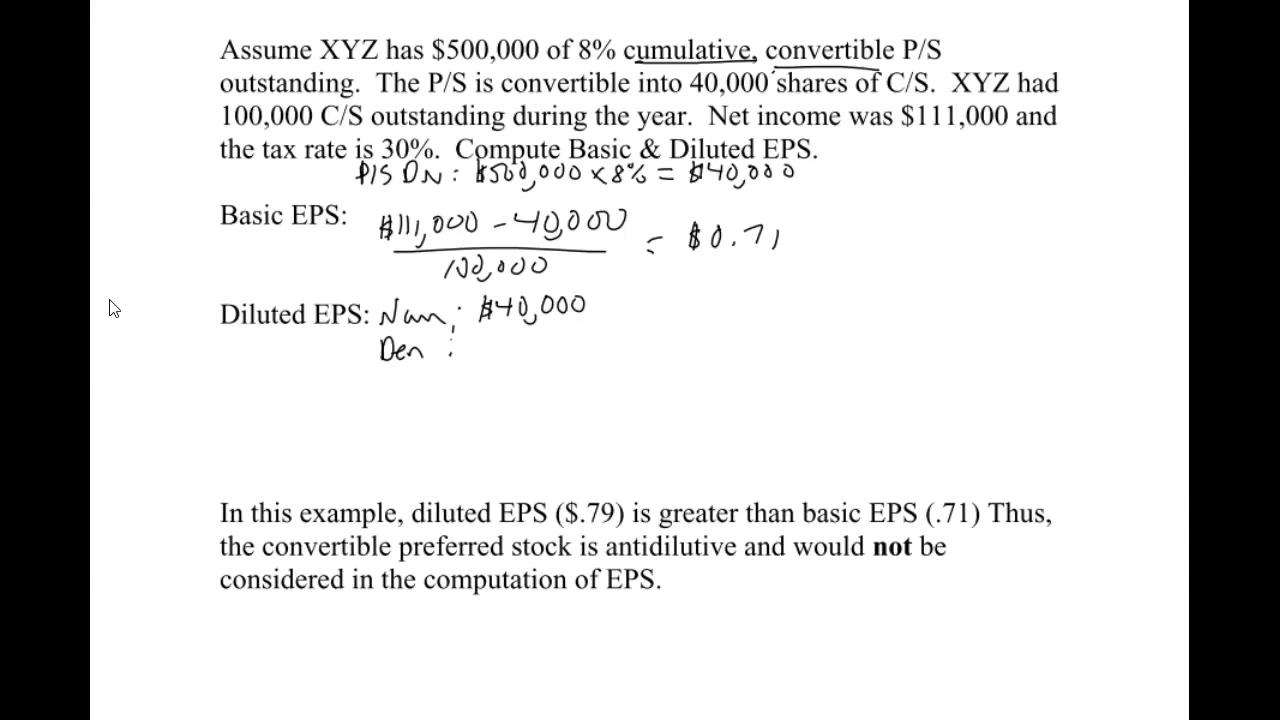 Assume XYZ has $500,000 of 8% cumulative, convertible P/S
outstanding. The P/S is convertible into 40,000 shares of C/S. XYZ had
100,000 C/S outstanding during the year. Net income was $111,000 and
the tax rate is 30%. Compute Basic & Diluted EPS.
P/S DIV: $500,000 x 8% = $40,000
Basic EPS: $111,000 - 40,000 = $0.71
100,000
Diluted EPS: Num: $40,000
Den:
In this example, diluted EPS ($.79) is greater than basic EPS (.71) Thus,
the convertible preferred stock is antidilutive and would not be
considered in the computation of EPS.